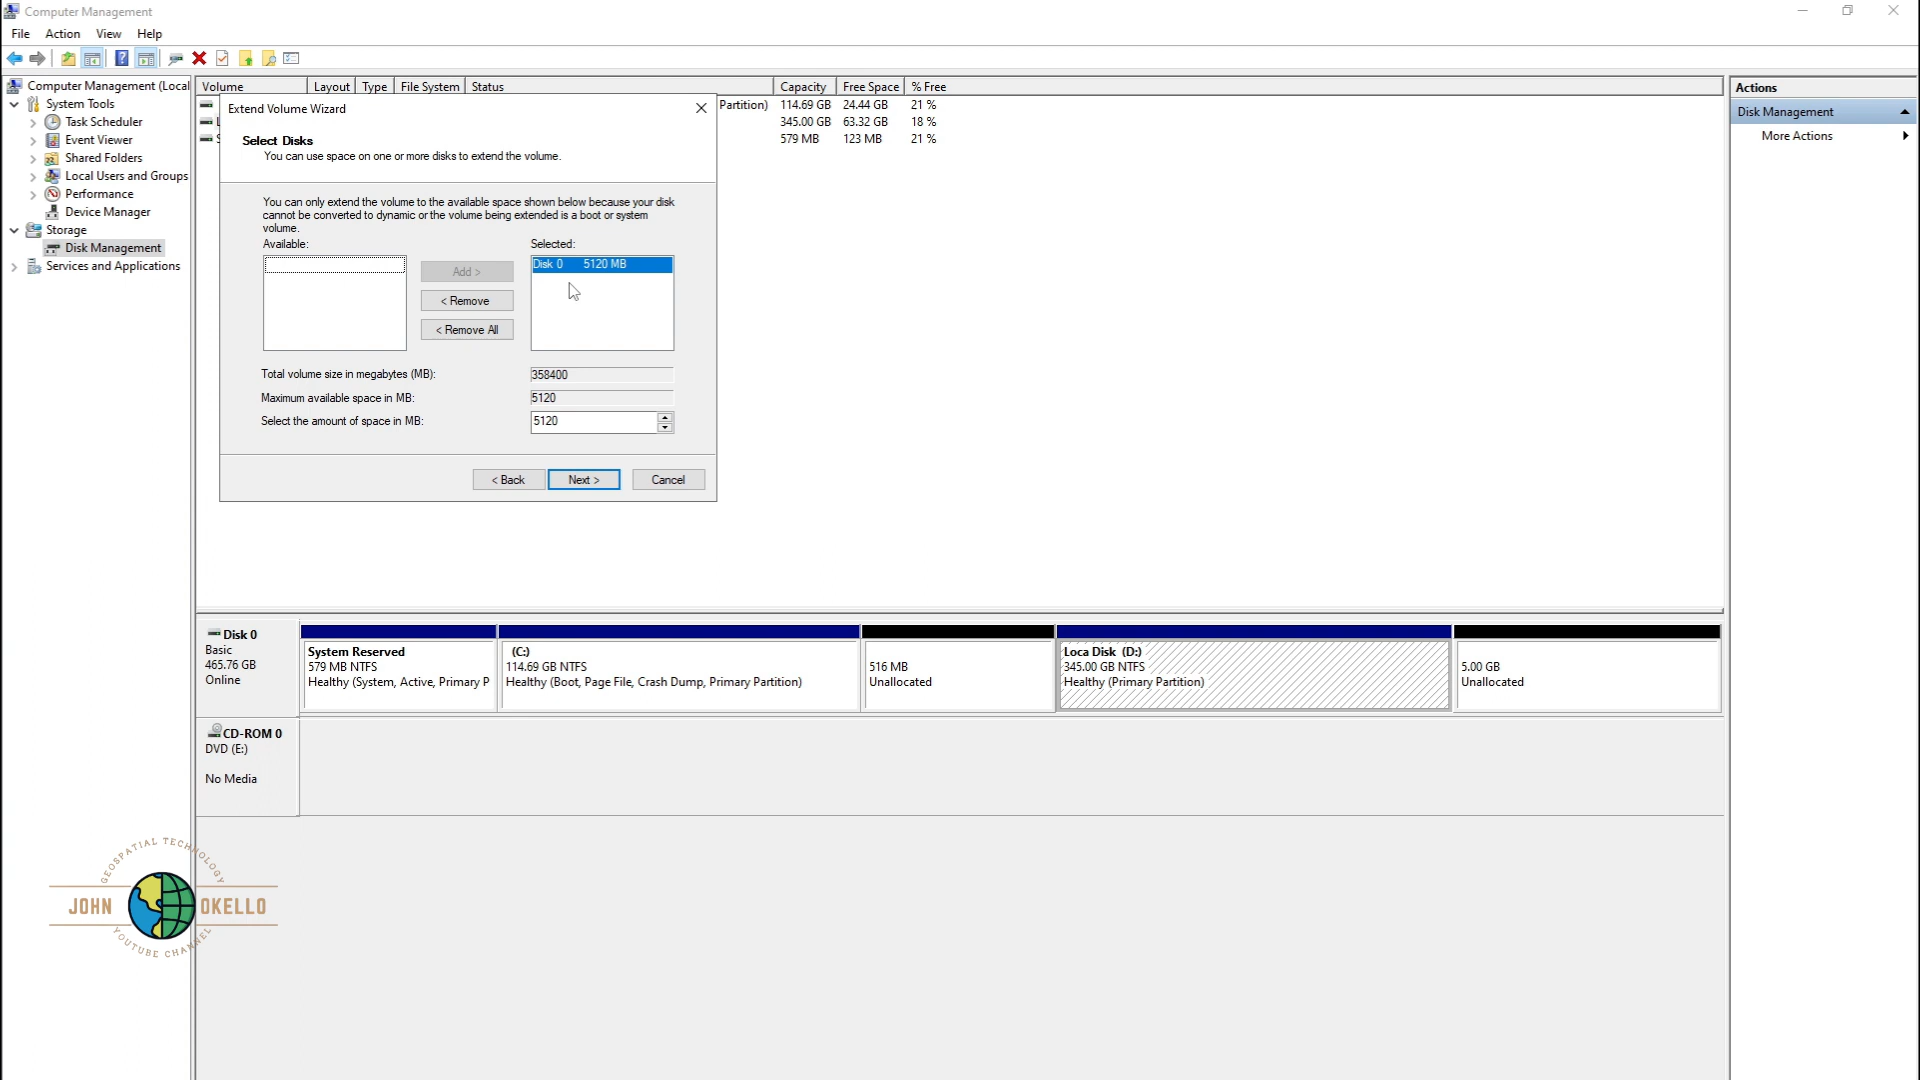 Computer Management
File Action View Help
Computer Management (Local
System Tools
Task Scheduler
Event Viewer
Shared Folders
Local Users and Groups
Performance
Device Manager
Storage
Disk Management
Services and Applications
Volume Layout Type File System Status Capacity Free Space % Free
Partition) 114.69 GB 24.44 GB 21 %
345.00 GB 63.32 GB 18 %
579 MB 123 MB 21 %
Extend Volume Wizard
Select Disks
You can use space on one or more disks to extend the volume.
You can only extend the volume to the available space shown below because your disk
cannot be converted to dynamic or the volume being extended is a boot or system
volume.
Available:
Selected:
Add >
< Remove
< Remove All
Disk 0 5120 MB
Total volume size in megabytes (MB): 358400
Maximum available space in MB: 5120
Select the amount of space in MB: 5120
< Back Next > Cancel
Actions
Disk Management
More Actions
Disk 0
Basic
465.76 GB
Online
System Reserved
579 MB NTFS
Healthy (System, Active, Primary P
(C:)
114.69 GB NTFS
Healthy (Boot, Page File, Crash Dump, Primary Partition)
516 MB
Unallocated
Loca Disk (D:)
345.00 GB NTFS
Healthy (Primary Partition)
5.00 GB
Unallocated
CD-ROM 0
DVD (E:)
No Media
GEOSPATIAL TECHNOLOGY
JOHN OKELLO
YOUTUBE CHANNEL